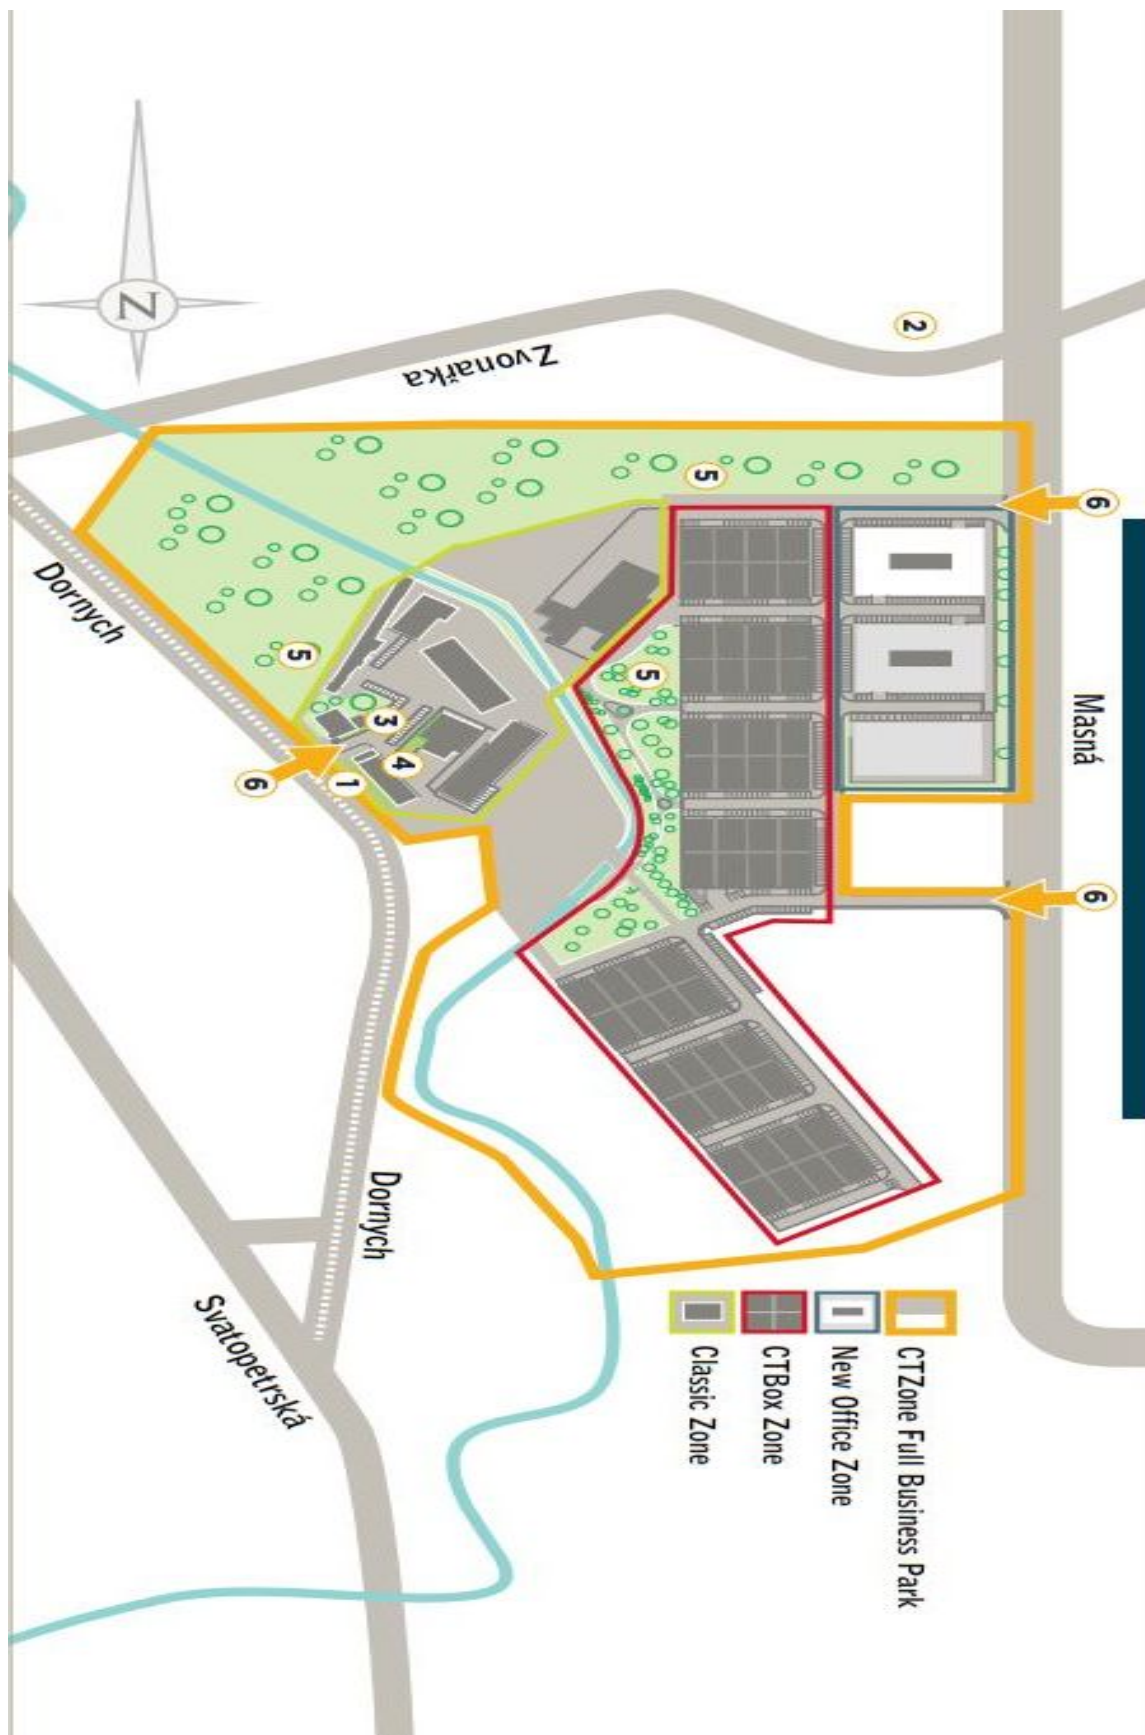 Zvonařka
Masná
Dornych
Dornych
Svatopetrská
N
2
5
6
5
5
3
4
1
6
6
CTZone Full Business Park
New Office Zone
CTBox Zone
Classic Zone